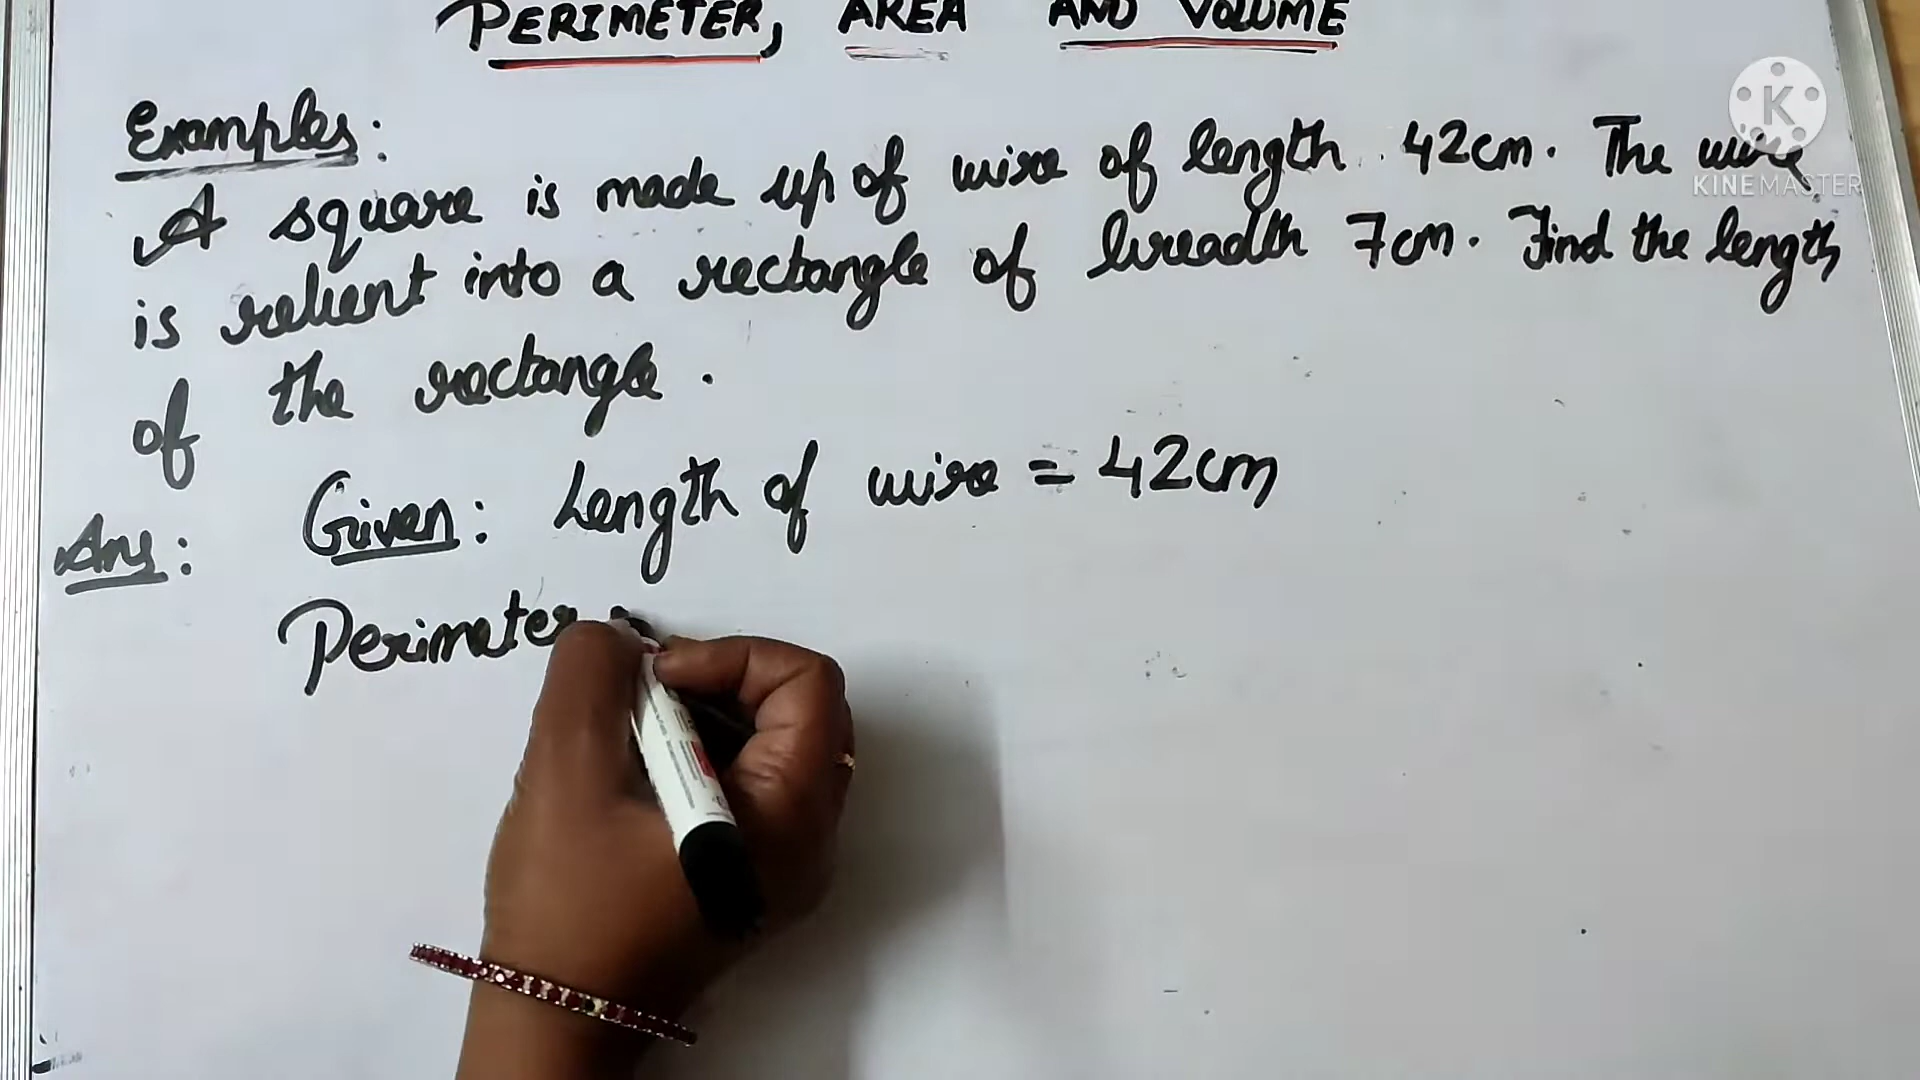 PERIMETER, AREA AND VOLUME
Examples:
A square is made up of wire of length 42cm. The wire
is rebent into a rectangle of breadth 7cm. Find the length
of the rectangle.
Ans: Given: Length of wire = 42cm
Perimeter
K
KINEMASTER